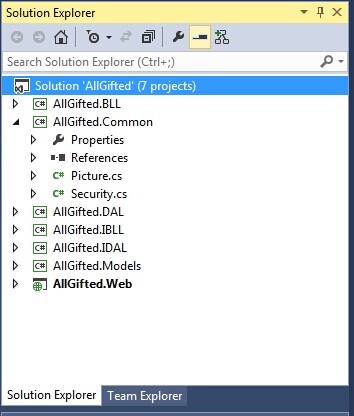 Solution Explorer
Search Solution Explorer (Ctrl+;)
Solution 'AllGifted' (7 projects)
C# AllGifted.BLL
C# AllGifted.Common
Properties
References
C# Picture.cs
C# Security.cs
C# AllGifted.DAL
C# AllGifted.IBLL
C# AllGifted.IDAL
C# AllGifted.Models
AllGifted.Web
Solution Explorer Team Explorer